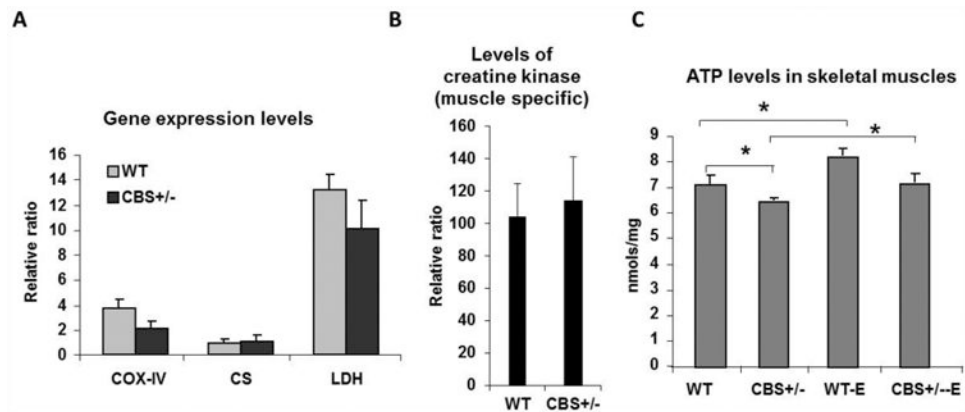 A
Gene expression levels
Relative ratio
16
14
12
10
8
6
4
2
0
WT
CBS+/-
COX-IV
CS
LDH
B
Levels of
creatine kinase
(muscle specific)
Relative ratio
160
140
120
100
80
60
40
20
0
WT
CBS+/-
C
ATP levels in skeletal muscles
nmols/mg
9
8
7
6
5
4
3
2
1
0
*
*
*
WT
CBS+/-
WT-E
CBS+/--E